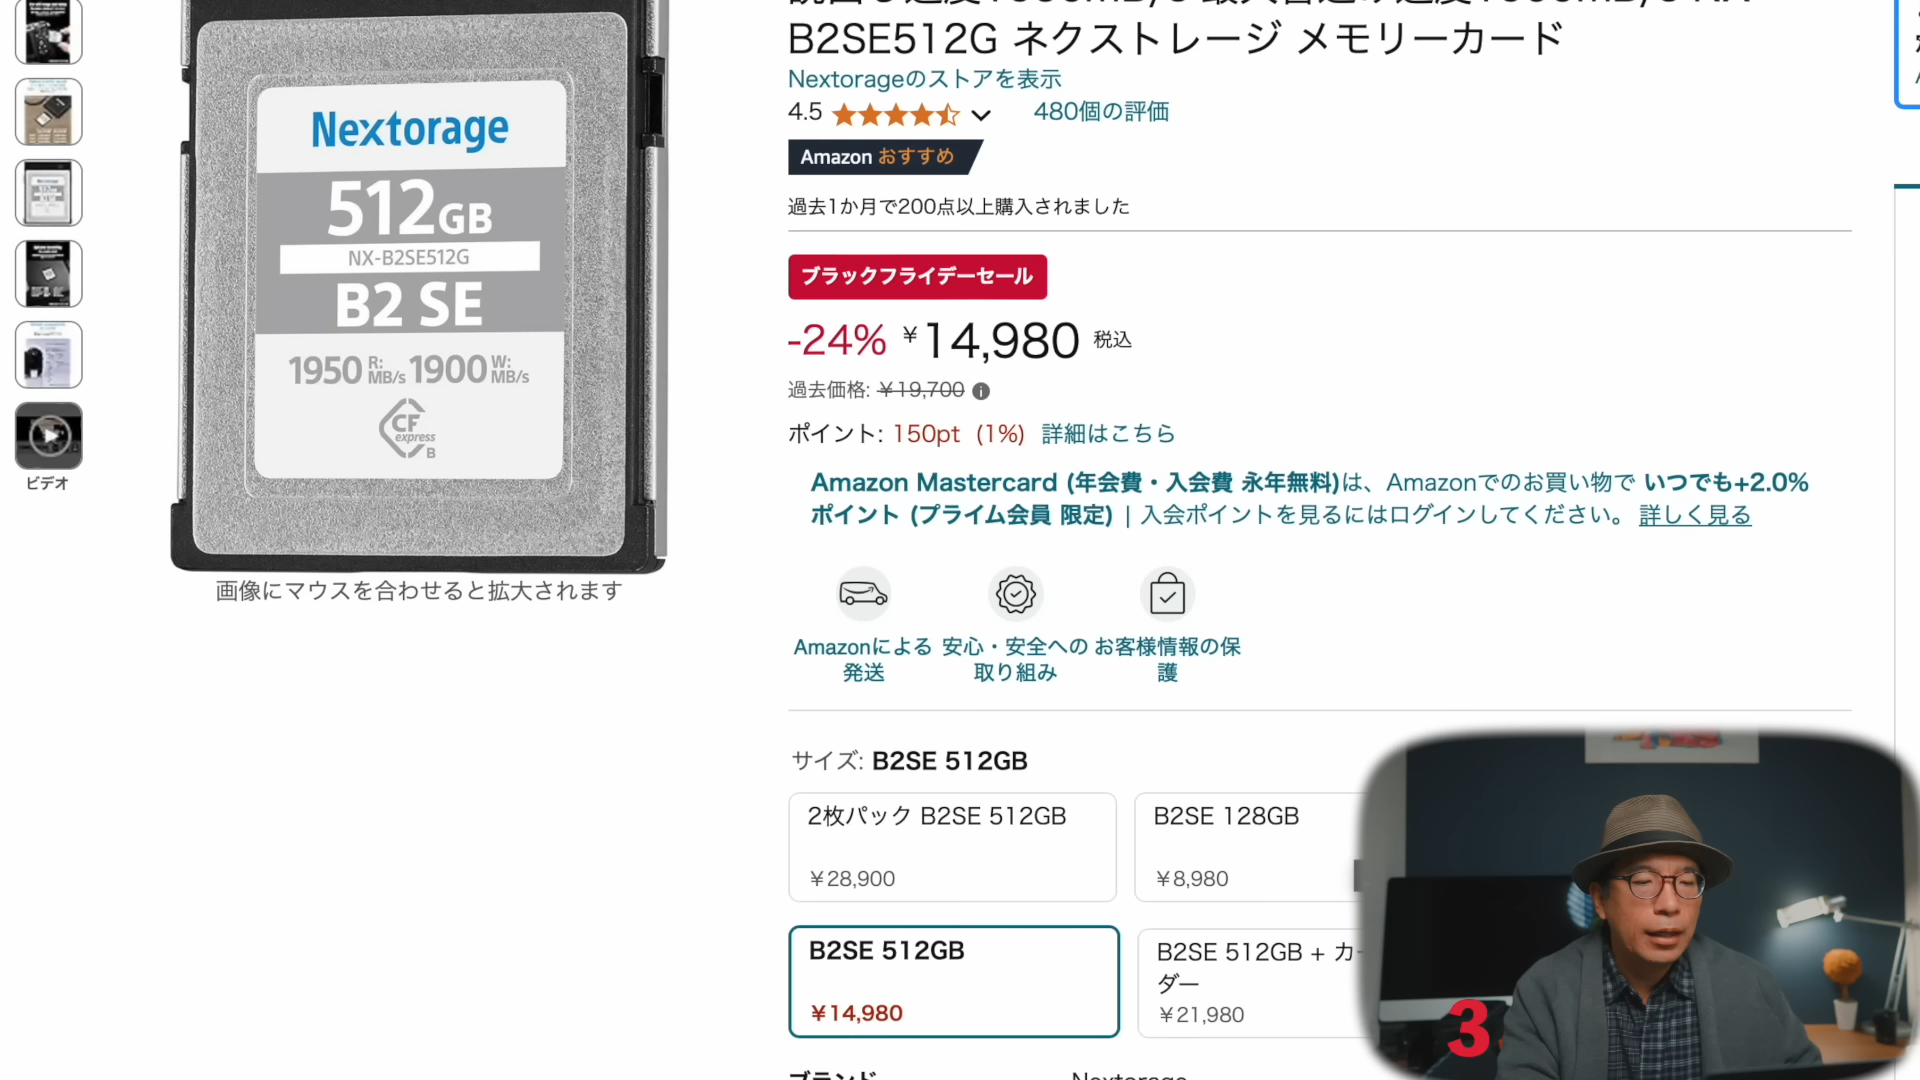 B2SE512G ネクストレージ メモリーカード
Nextorageのストアを表示
4.5
480個の評価
Amazon おすすめ
過去1か月で200点以上購入されました
ブラックフライデーセール
-24% ¥14,980 税込
過去価格: ¥19,700
ポイント: 150pt (1%) 詳細はこちら
Amazon Mastercard (年会費・入会費 永年無料)は、Amazonでのお買い物で いつでも+2.0%
ポイント (プライム会員 限定) | 入会ポイントを見るにはログインしてください。 詳しく見る
Amazonによる
発送
安心・安全への
取り組み
お客様情報の保
護
サイズ: B2SE 512GB
2枚パック B2SE 512GB
¥28,900
B2SE 128GB
¥8,980
B2SE 512GB
¥14,980
B2SE 512GB + カー
ダー
¥21,980
ブランド
Nextorage
Nextorage
512GB
NX-B2SE512G
B2 SE
1950 R: MB/s 1900 W: MB/s
CF
express
B
画像にマウスを合わせると拡大されます
ビデオ
3